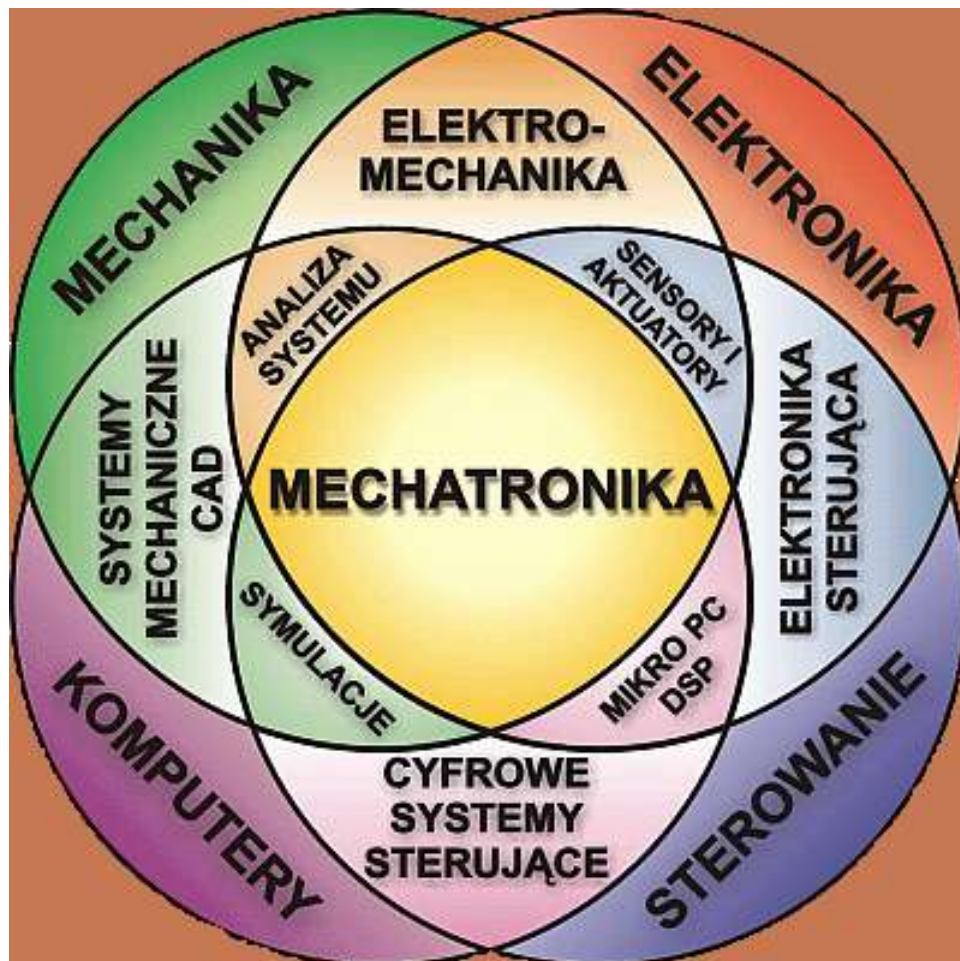 MECHANIKA
ELEKTRO-
MECHANIKA
ELEKTRONIKA
ANALIZA
SYSTEMU
SENSORY I
AKTUATORY
SYSTEMY
MECHANICZNE
CAD
MECHATRONIKA
ELEKTRONIKA
STERUJĄCA
SYMULACJE
MIKRO PC
DSP
KOMPUTERY
CYFROWE
SYSTEMY
STERUJĄCE
STEROWANIE